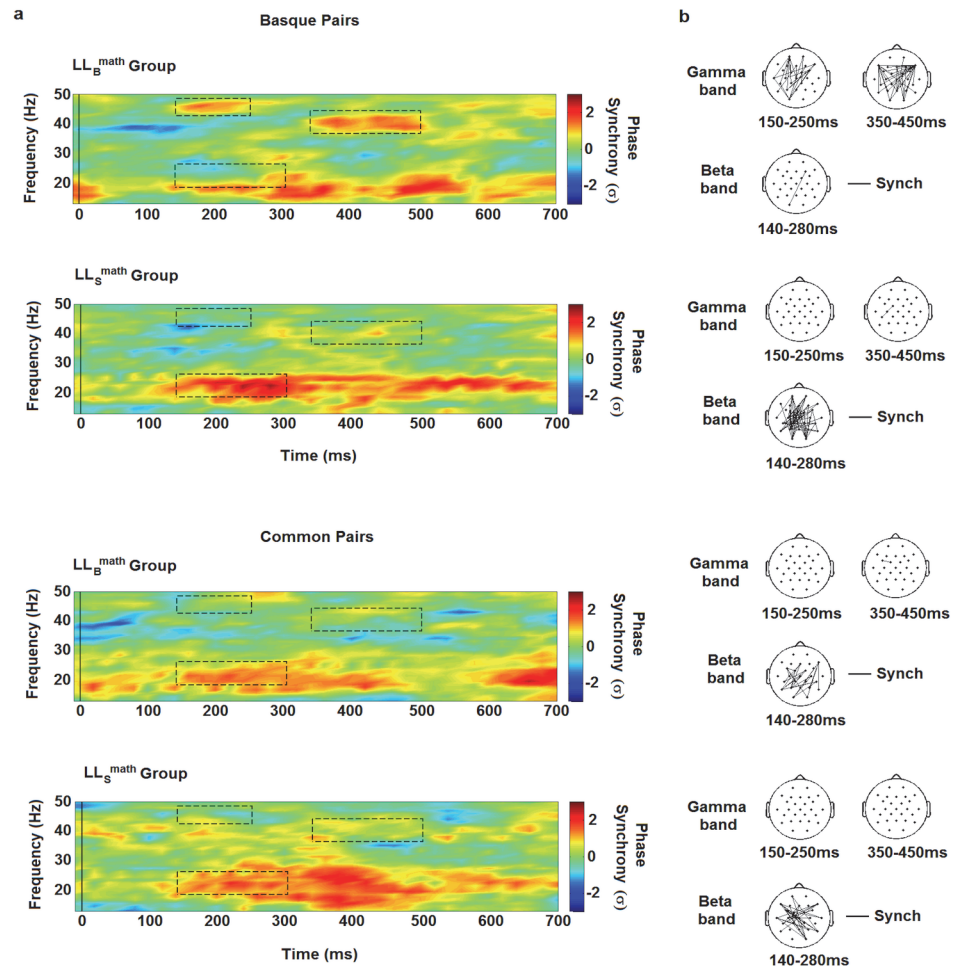 a
Basque Pairs
LL_B^math Group
Frequency (Hz)
50
40
30
20
0 100 200 300 400 500 600 700
2
0
-2
Phase
Synchrony (σ)
LL_S^math Group
Frequency (Hz)
50
40
30
20
0 100 200 300 400 500 600 700
2
0
-2
Phase
Synchrony (σ)
Time (ms)
Common Pairs
LL_B^math Group
Frequency (Hz)
50
40
30
20
0 100 200 300 400 500 600 700
2
0
-2
Phase
Synchrony (σ)
LL_S^math Group
Frequency (Hz)
50
40
30
20
0 100 200 300 400 500 600 700
2
0
-2
Phase
Synchrony (σ)
Time (ms)
b
Gamma
band
150-250ms 350-450ms
Beta
band
Synch
140-280ms
Gamma
band
150-250ms 350-450ms
Beta
band
Synch
140-280ms
Gamma
band
150-250ms 350-450ms
Beta
band
Synch
140-280ms
Gamma
band
150-250ms 350-450ms
Beta
band
Synch
140-280ms